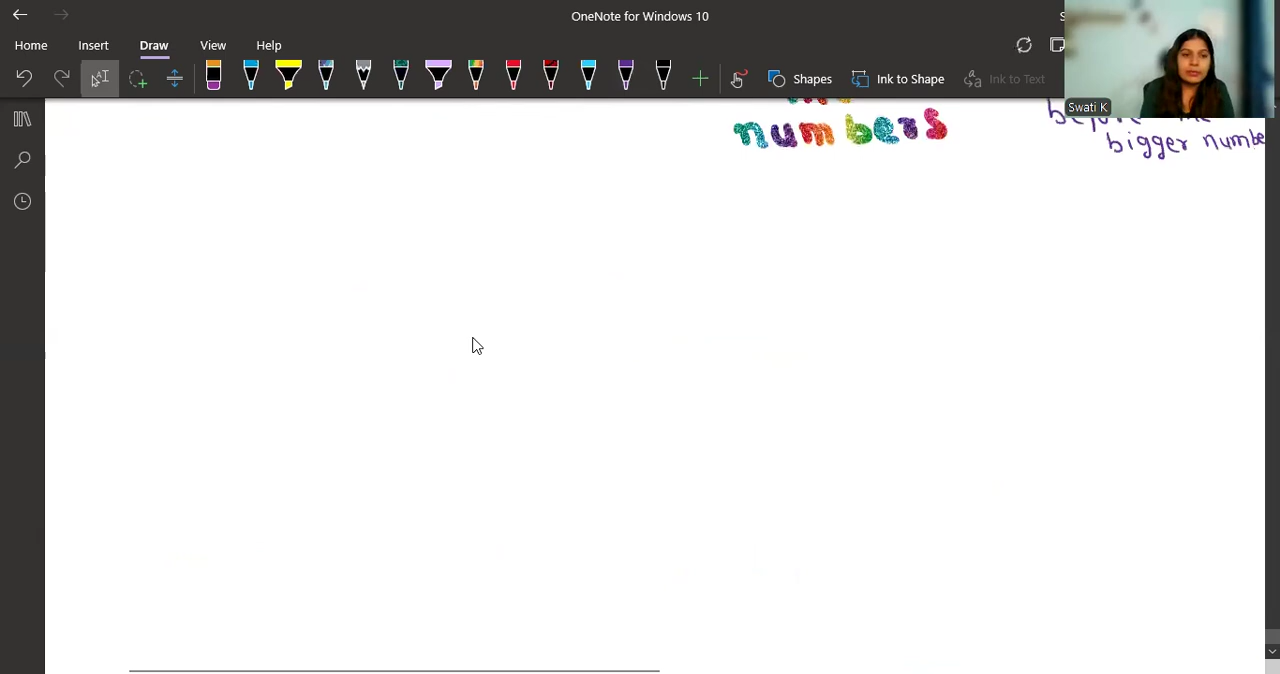 OneNote for Windows 10
Home
Insert
Draw
View
Help
Shapes
Ink to Shape
Ink to Text
Swati K
numbers
before
bigger numbe